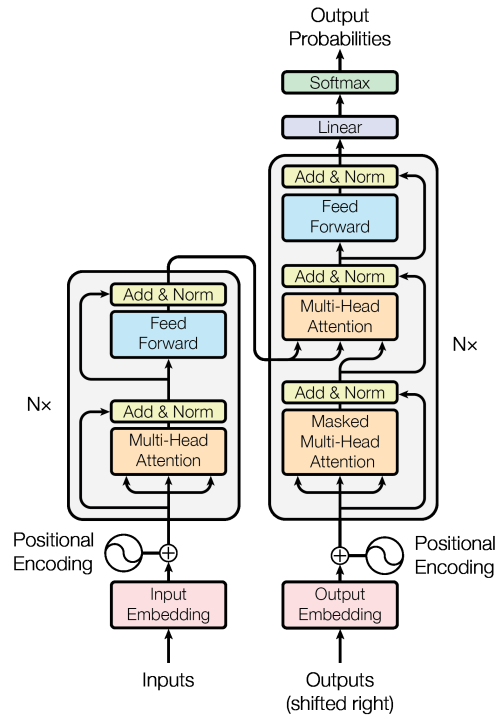 Output
Probabilities
Softmax
Linear
Add & Norm
Feed
Forward
Add & Norm
Multi-Head
Attention
Add & Norm
Masked
Multi-Head
Attention
N×
Add & Norm
Feed
Forward
Add & Norm
Multi-Head
Attention
N×
Positional
Encoding
Positional
Encoding
Input
Embedding
Output
Embedding
Inputs
Outputs
(shifted right)